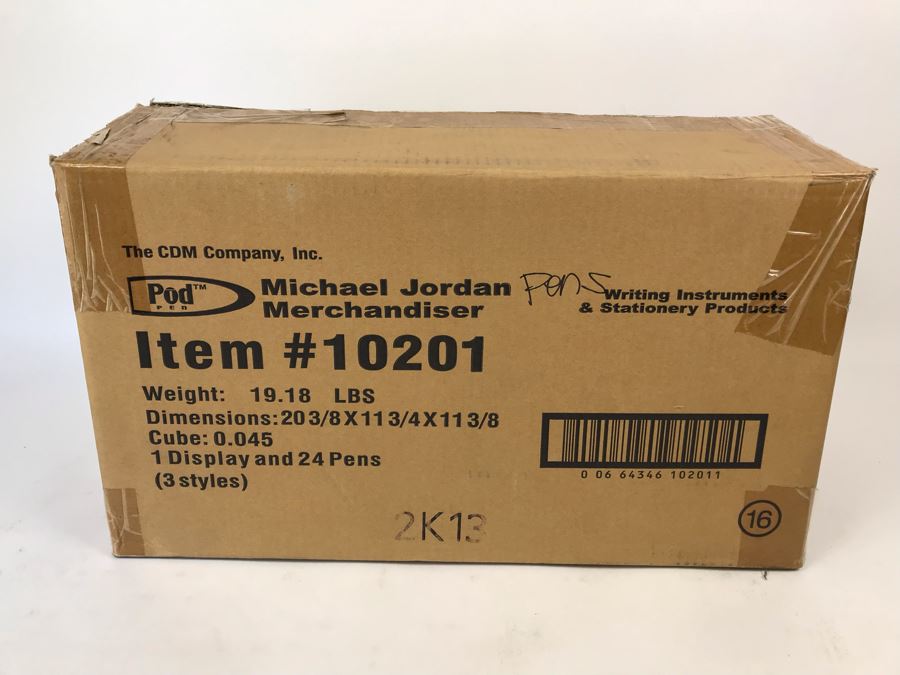 The CDM Company, Inc.
Pod™
PEN
Michael Jordan
Merchandiser
Pens
Writing Instruments
& Stationery Products
Item #10201
Weight: 19.18 LBS
Dimensions: 20 3/8 X 11 3/4 X 11 3/8
Cube: 0.045
1 Display and 24 Pens
(3 styles)
0 06 64346 102011
2K13
16